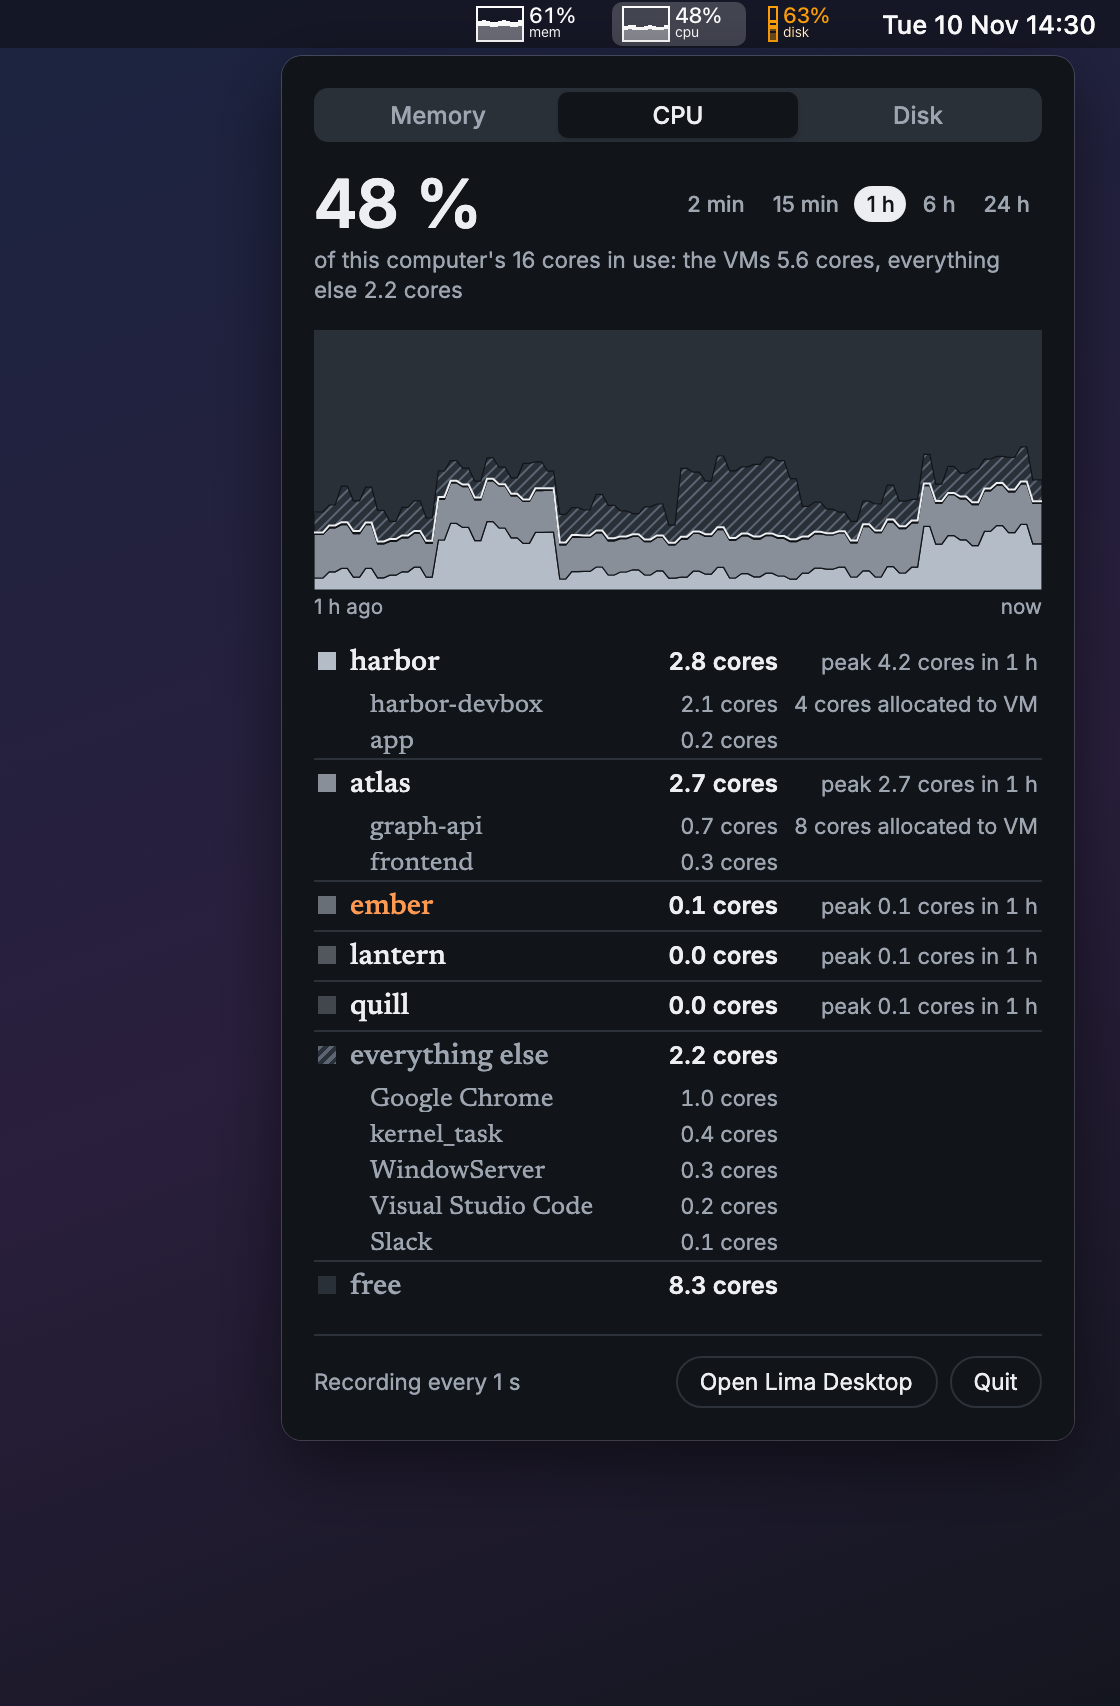 61% mem 48% cpu 63% disk Tue 10 Nov 14:30
Memory CPU Disk
48 % 2 min 15 min 1 h 6 h 24 h
of this computer's 16 cores in use: the VMs 5.6 cores, everything
else 2.2 cores
1 h ago now
harbor 2.8 cores peak 4.2 cores in 1 h
harbor-devbox 2.1 cores 4 cores allocated to VM
app 0.2 cores
atlas 2.7 cores peak 2.7 cores in 1 h
graph-api 0.7 cores 8 cores allocated to VM
frontend 0.3 cores
ember 0.1 cores peak 0.1 cores in 1 h
lantern 0.0 cores peak 0.1 cores in 1 h
quill 0.0 cores peak 0.1 cores in 1 h
everything else 2.2 cores
Google Chrome 1.0 cores
kernel_task 0.4 cores
WindowServer 0.3 cores
Visual Studio Code 0.2 cores
Slack 0.1 cores
free 8.3 cores
Recording every 1 s Open Lima Desktop Quit